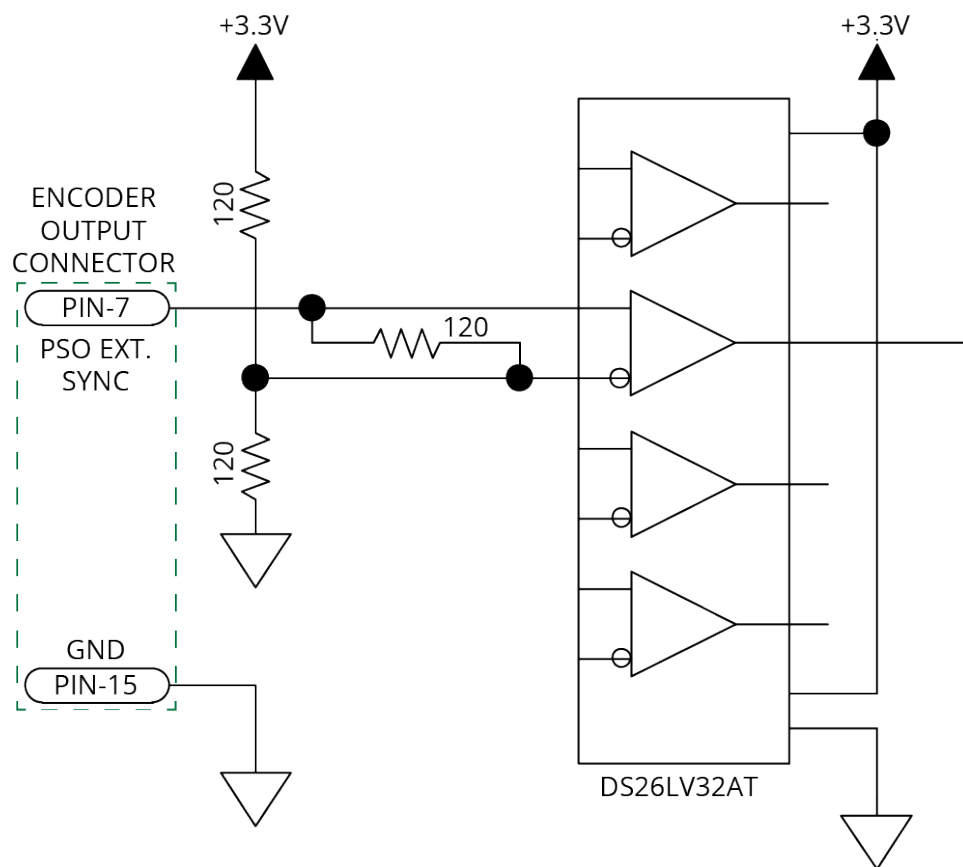 +3.3V
+3.3V
120
ENCODER
OUTPUT
CONNECTOR
PIN-7
120
PSO EXT.
SYNC
120
GND
PIN-15
DS26LV32AT